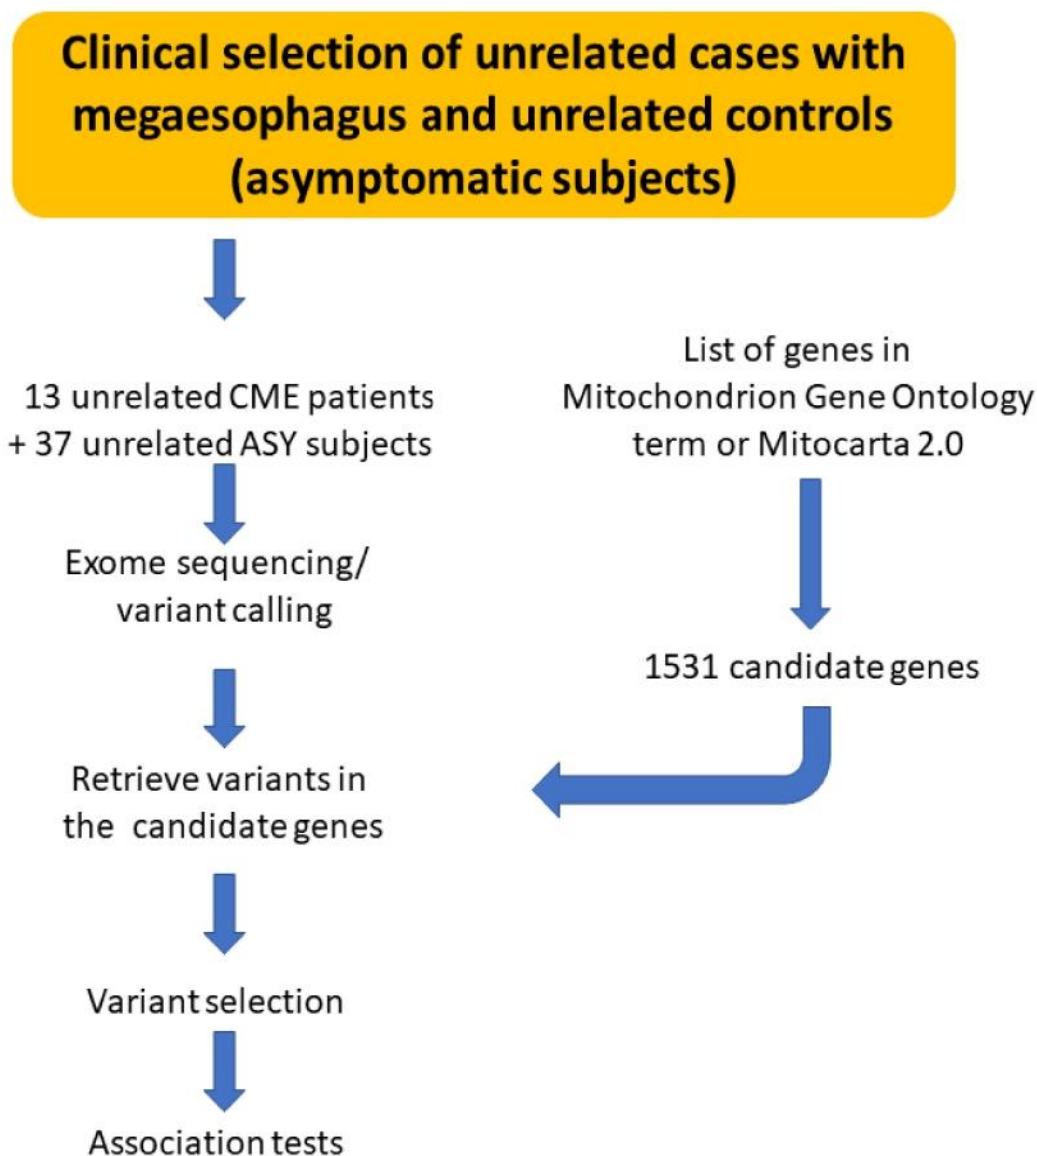 Clinical selection of unrelated cases with
megaesophagus and unrelated controls
(asymptomatic subjects)
13 unrelated CME patients
+ 37 unrelated ASY subjects
List of genes in
Mitochondrion Gene Ontology
term or Mitocarta 2.0
Exome sequencing/
variant calling
1531 candidate genes
Retrieve variants in
the candidate genes
Variant selection
Association tests